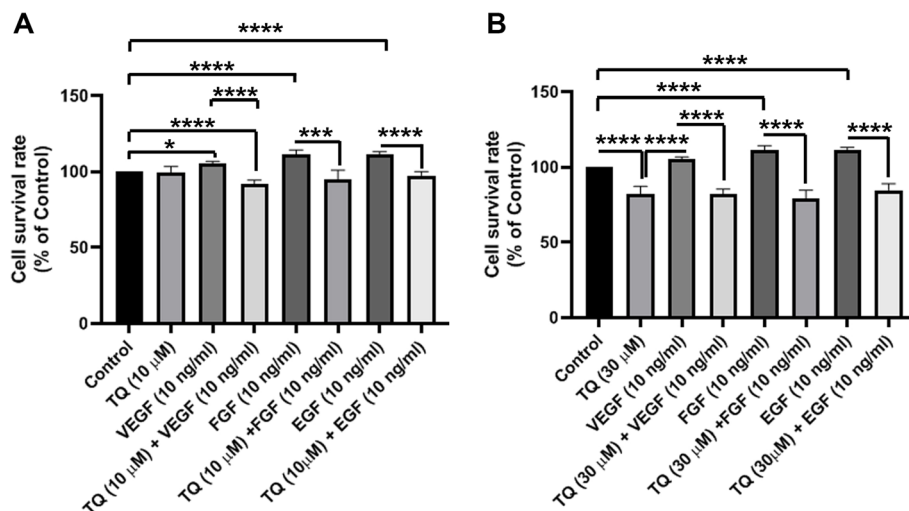 A
****
****
****
****
*
***
****
150
100
50
0
Cell survival rate
(% of Control)
Control
TQ (10 μM)
VEGF (10 ng/ml)
TQ (10 μM) + VEGF (10 ng/ml)
FGF (10 ng/ml)
TQ (10 μM) +FGF (10 ng/ml)
EGF (10 ng/ml)
TQ (10μM) + EGF (10 ng/ml)
B
****
****
****
****
****
****
****
150
100
50
0
Cell survival rate
(% of Control)
Control
TQ (30 μM)
VEGF (10 ng/ml)
TQ (30 μM) + VEGF (10 ng/ml)
FGF (10 ng/ml)
TQ (30 μM) +FGF (10 ng/ml)
EGF (10 ng/ml)
TQ (30μM) + EGF (10 ng/ml)